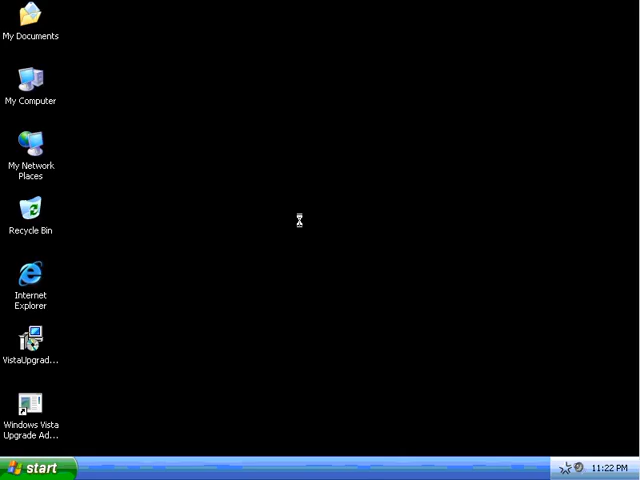 My Documents
My Computer
My Network
Places
Recycle Bin
Internet
Explorer
VistaUpgrad...
Windows Vista
Upgrade Ad...
start
11:22 PM